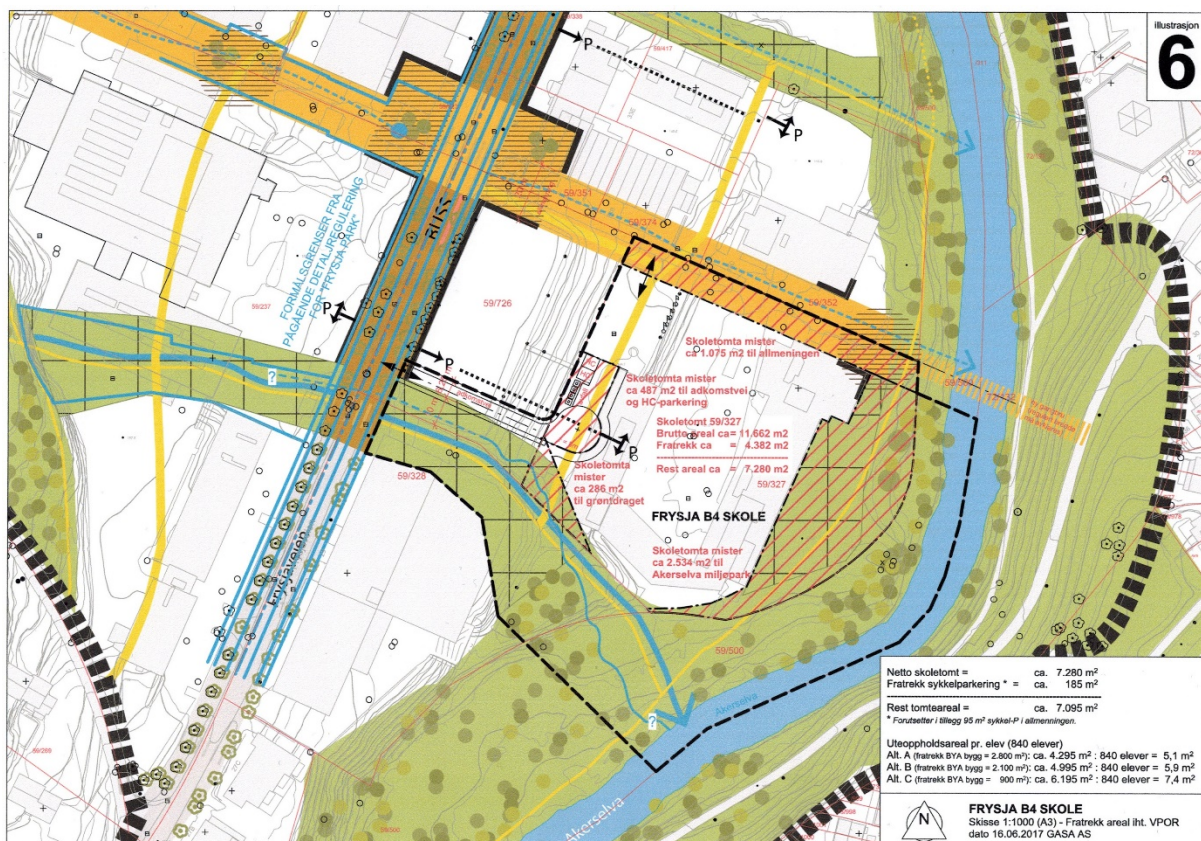 illustrasjon
6
P
59/417
P
59/351
59/374
RIISS
FORMÅLSGRENSER FRA
PÅGÅENDE DETALJREGULERING
FOR "FRYSJA PARK"
59/237
59/726
59/352
P
P
Skoletomta mister
ca 1.075 m2 til allmeningen
Skoletomta mister
ca 487 m2 til adkomstvei
og HC-parkering
Skoletomt 59/327
Brutto areal ca = 11.662 m2
Fratrekk ca = 4.382 m2
Rest areal ca = 7.280 m2
?
P
Skoletomta
mister
ca 286 m2
til grøntdraget
59/328
59/327
FRYSJA B4 SKOLE
Skoletomta mister
ca 2.534 m2 til
Akerselva miljøpark
Frysjaveien
59/500
?
Akerselva
Akerselva
59/269
Netto skoletomt = ca. 7.280 m²
Fratrekk sykkelparkering * = ca. 185 m²
Rest tomteareal = ca. 7.095 m²
* Forutsetter i tillegg 95 m² sykkel-P i allmenningen.
Uteoppholdsareal pr. elev (840 elever)
Alt. A (fratrekk BYA bygg = 2.800 m²): ca. 4.295 m² : 840 elever = 5,1 m²
Alt. B (fratrekk BYA bygg = 2.100 m²): ca. 4.995 m² : 840 elever = 5,9 m²
Alt. C (fratrekk BYA bygg = 900 m²): ca. 6.195 m² : 840 elever = 7,4 m²
N
FRYSJA B4 SKOLE
Skisse 1:1000 (A3) - Fratrekk areal iht. VPOR
dato 16.06.2017 GASA AS